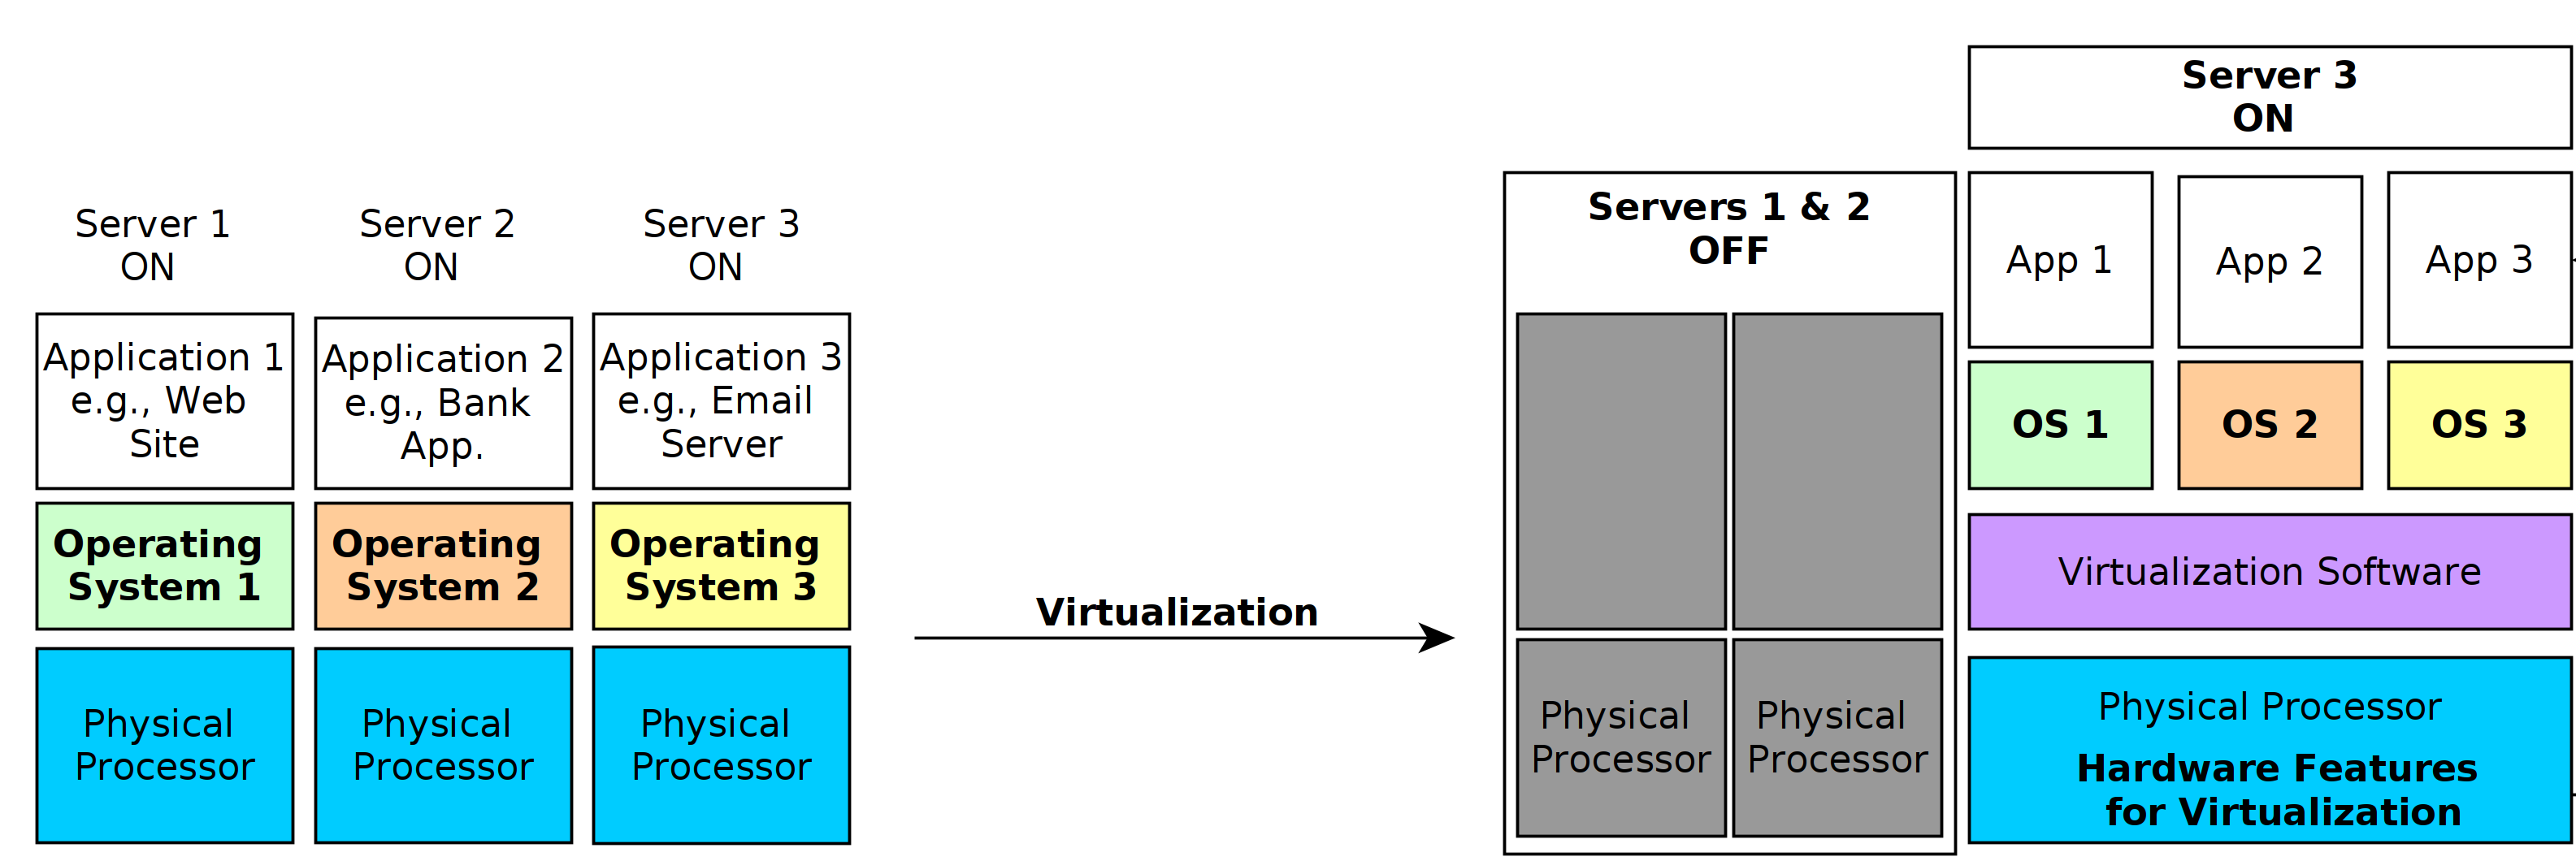 Server 1
ON
Server 2
ON
Server 3
ON
Application 1
e.g., Web
Site
Application 2
e.g., Bank
App.
Application 3
e.g., Email
Server
Operating
System 1
Operating
System 2
Operating
System 3
Physical
Processor
Physical
Processor
Physical
Processor
Virtualization
Servers 1 & 2
OFF
Physical
Processor
Physical
Processor
Server 3
ON
App 1
App 2
App 3
OS 1
OS 2
OS 3
Virtualization Software
Physical Processor
Hardware Features
for Virtualization